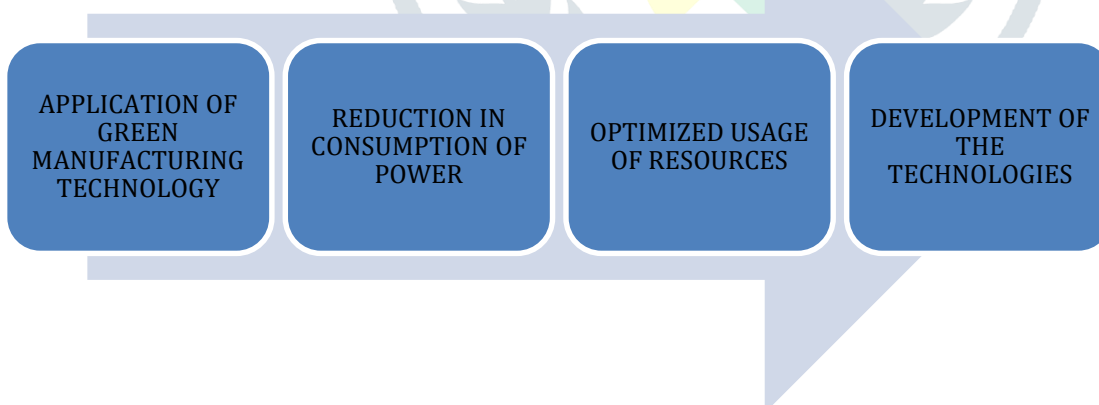 APPLICATION OF
GREEN
MANUFACTURING
TECHNOLOGY
REDUCTION IN
CONSUMPTION OF
POWER
OPTIMIZED USAGE
OF RESOURCES
DEVELOPMENT OF
THE
TECHNOLOGIES